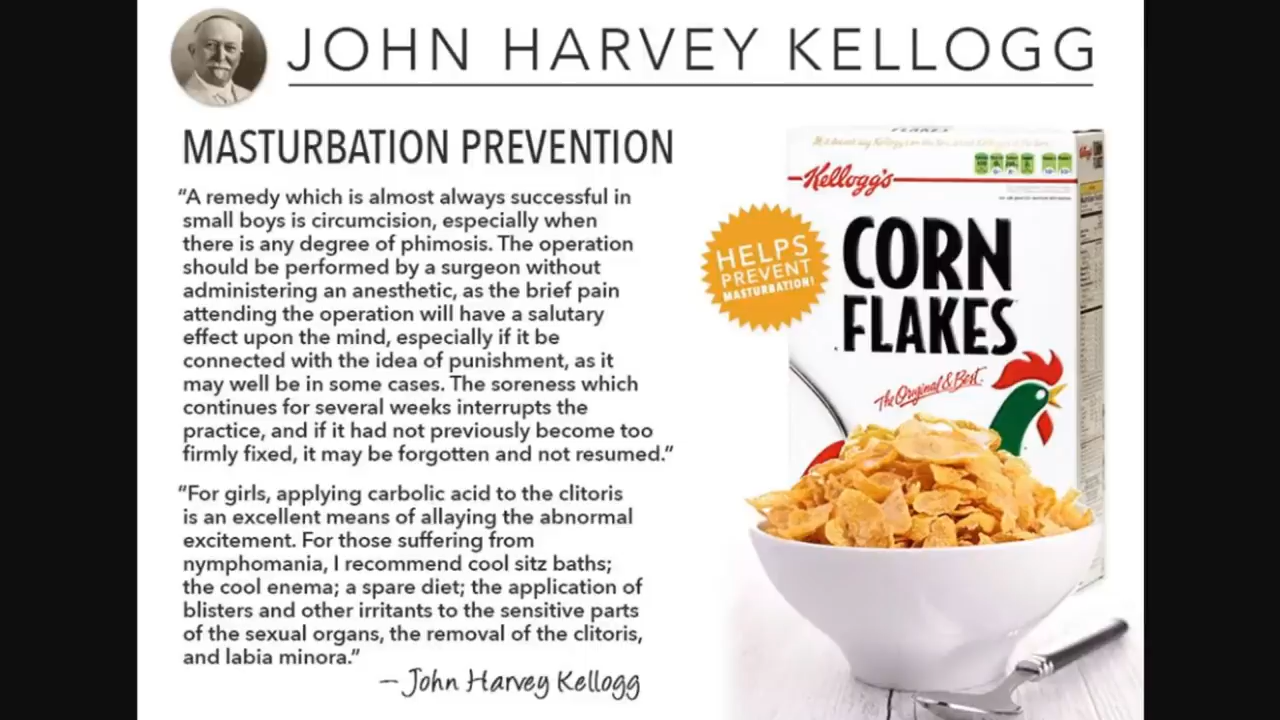 JOHN HARVEY KELLOGG
MASTURBATION PREVENTION
“A remedy which is almost always successful in
small boys is circumcision, especially when
there is any degree of phimosis. The operation
should be performed by a surgeon without
administering an anesthetic, as the brief pain
attending the operation will have a salutary
effect upon the mind, especially if it be
connected with the idea of punishment, as it
may well be in some cases. The soreness which
continues for several weeks interrupts the
practice, and if it had not previously become too
firmly fixed, it may be forgotten and not resumed.”
“For girls, applying carbolic acid to the clitoris
is an excellent means of allaying the abnormal
excitement. For those suffering from
nymphomania, I recommend cool sitz baths;
the cool enema; a spare diet; the application of
blisters and other irritants to the sensitive parts
of the sexual organs, the removal of the clitoris,
and labia minora.”
– John Harvey Kellogg
HELPS
PREVENT
MASTURBATION!
FLAKES
Kellogg's
CORN
FLAKES
The Original & Best